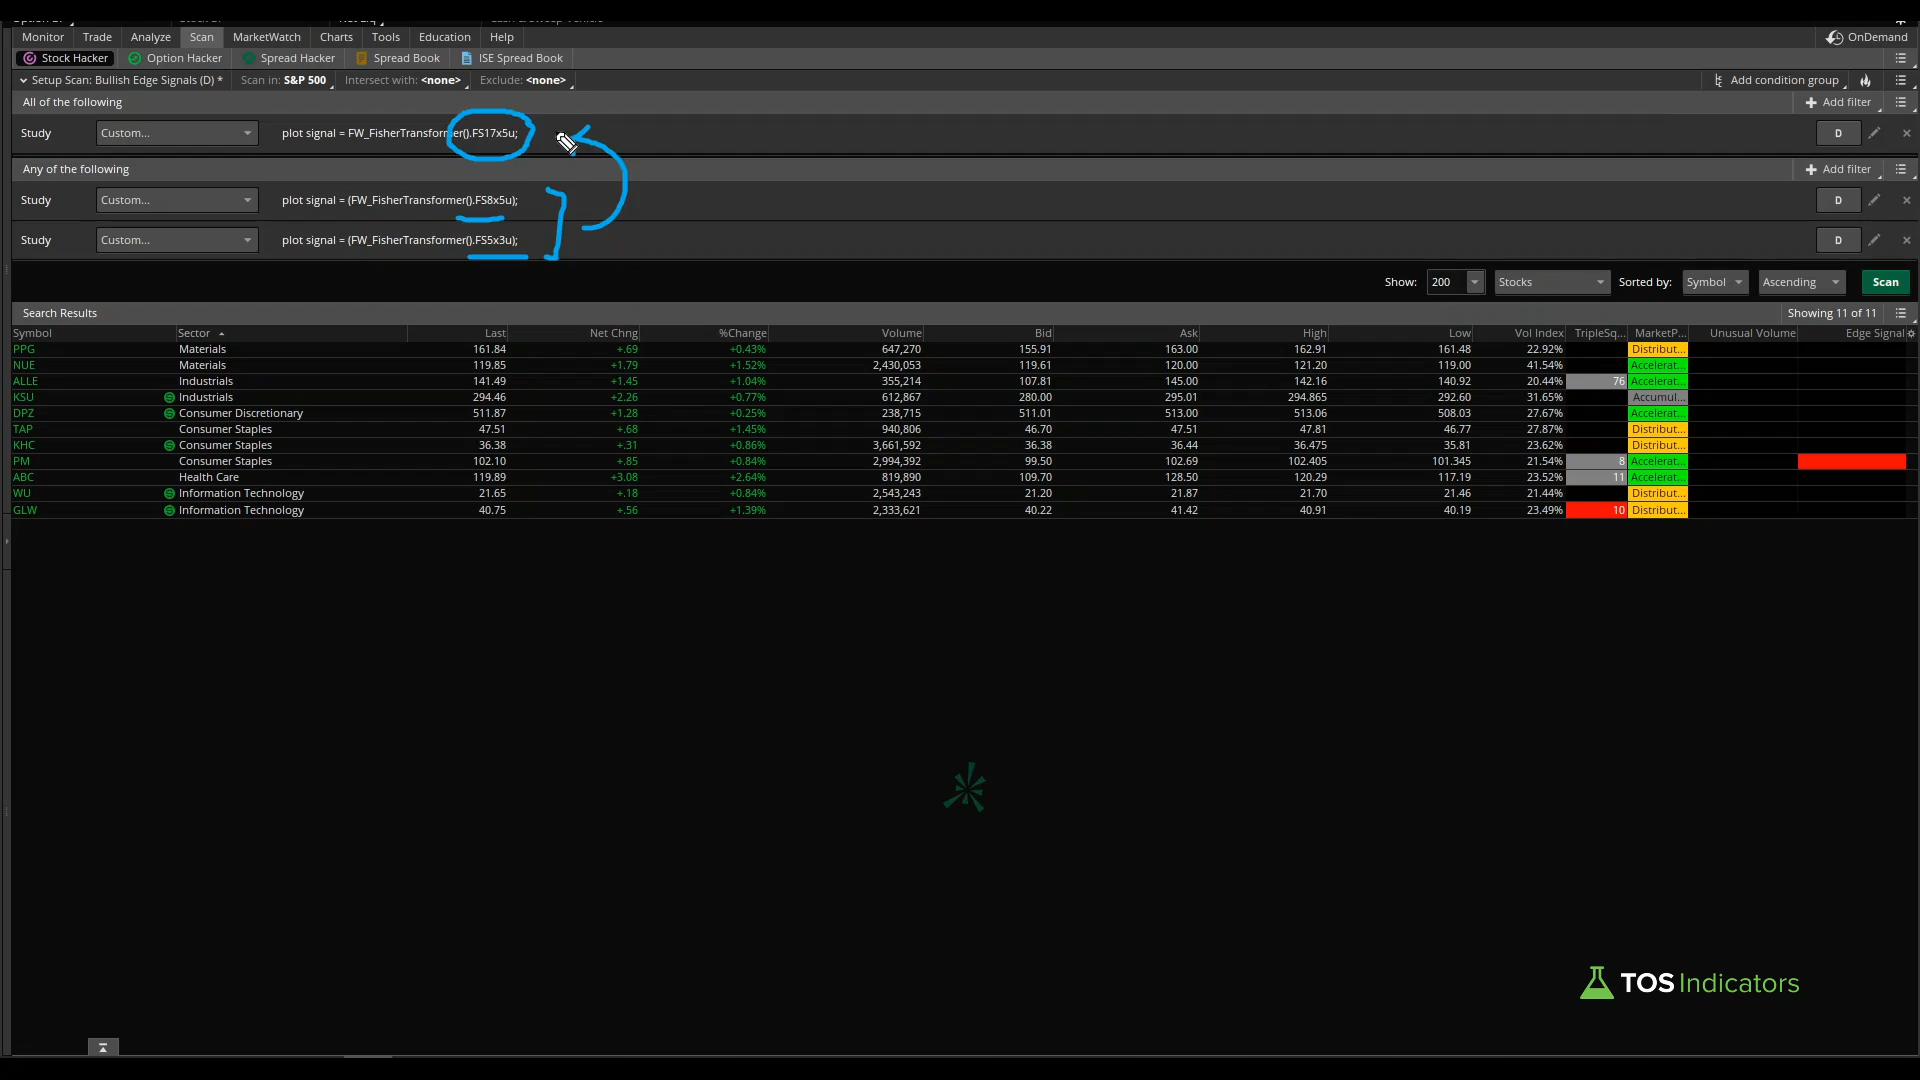 Monitor Trade Analyze Scan MarketWatch Charts Tools Education Help OnDemand
Stock Hacker Option Hacker Spread Hacker Spread Book ISE Spread Book
Setup Scan: Bullish Edge Signals (D) * Scan in: S&P 500 Intersect with: <none> Exclude: <none> Add condition group
All of the following Add filter
Study Custom... plot signal = FW_FisherTransformer().FS17x5u; D
Any of the following Add filter
Study Custom... plot signal = (FW_FisherTransformer().FS8x5u); D
Study Custom... plot signal = (FW_FisherTransformer().FS5x3u); D
Show: 200 Stocks Sorted by: Symbol Ascending Scan
Search Results Showing 11 of 11
Symbol Sector Last Net Chng %Change Volume Bid Ask High Low Vol Index TripleSq... MarketP... Unusual Volume Edge Signal
PPG Materials 161.84 +.69 +0.43% 647,270 155.91 163.00 162.91 161.48 22.92% Distribut...
NUE Materials 119.85 +1.79 +1.52% 2,430,053 119.61 120.00 121.20 119.00 41.54% Accelerat...
ALLE Industrials 141.49 +1.45 +1.04% 355,214 107.81 145.00 142.16 140.92 20.44% 76 Accelerat...
KSU Industrials 294.46 +2.26 +0.77% 612,867 280.00 295.01 294.865 292.60 31.65% Accumul...
DPZ Consumer Discretionary 511.87 +1.28 +0.25% 238,715 511.01 513.00 513.06 508.03 27.67% Accelerat...
TAP Consumer Staples 47.51 +.68 +1.45% 940,806 46.70 47.51 47.81 46.77 27.87% Distribut...
KHC Consumer Staples 36.38 +.31 +0.86% 3,661,592 36.38 36.44 36.475 35.81 23.62% Distribut...
PM Consumer Staples 102.10 +.85 +0.84% 2,994,392 99.50 102.69 102.405 101.345 21.54% 8 Accelerat...
ABC Health Care 119.89 +3.08 +2.64% 819,890 109.70 128.50 120.29 117.19 23.52% 11 Accelerat...
WU Information Technology 21.65 +.18 +0.84% 2,543,243 21.20 21.87 21.70 21.46 21.44% Distribut...
GLW Information Technology 40.75 +.56 +1.39% 2,333,621 40.22 41.42 40.91 40.19 23.49% 10 Distribut...
TOS Indicators